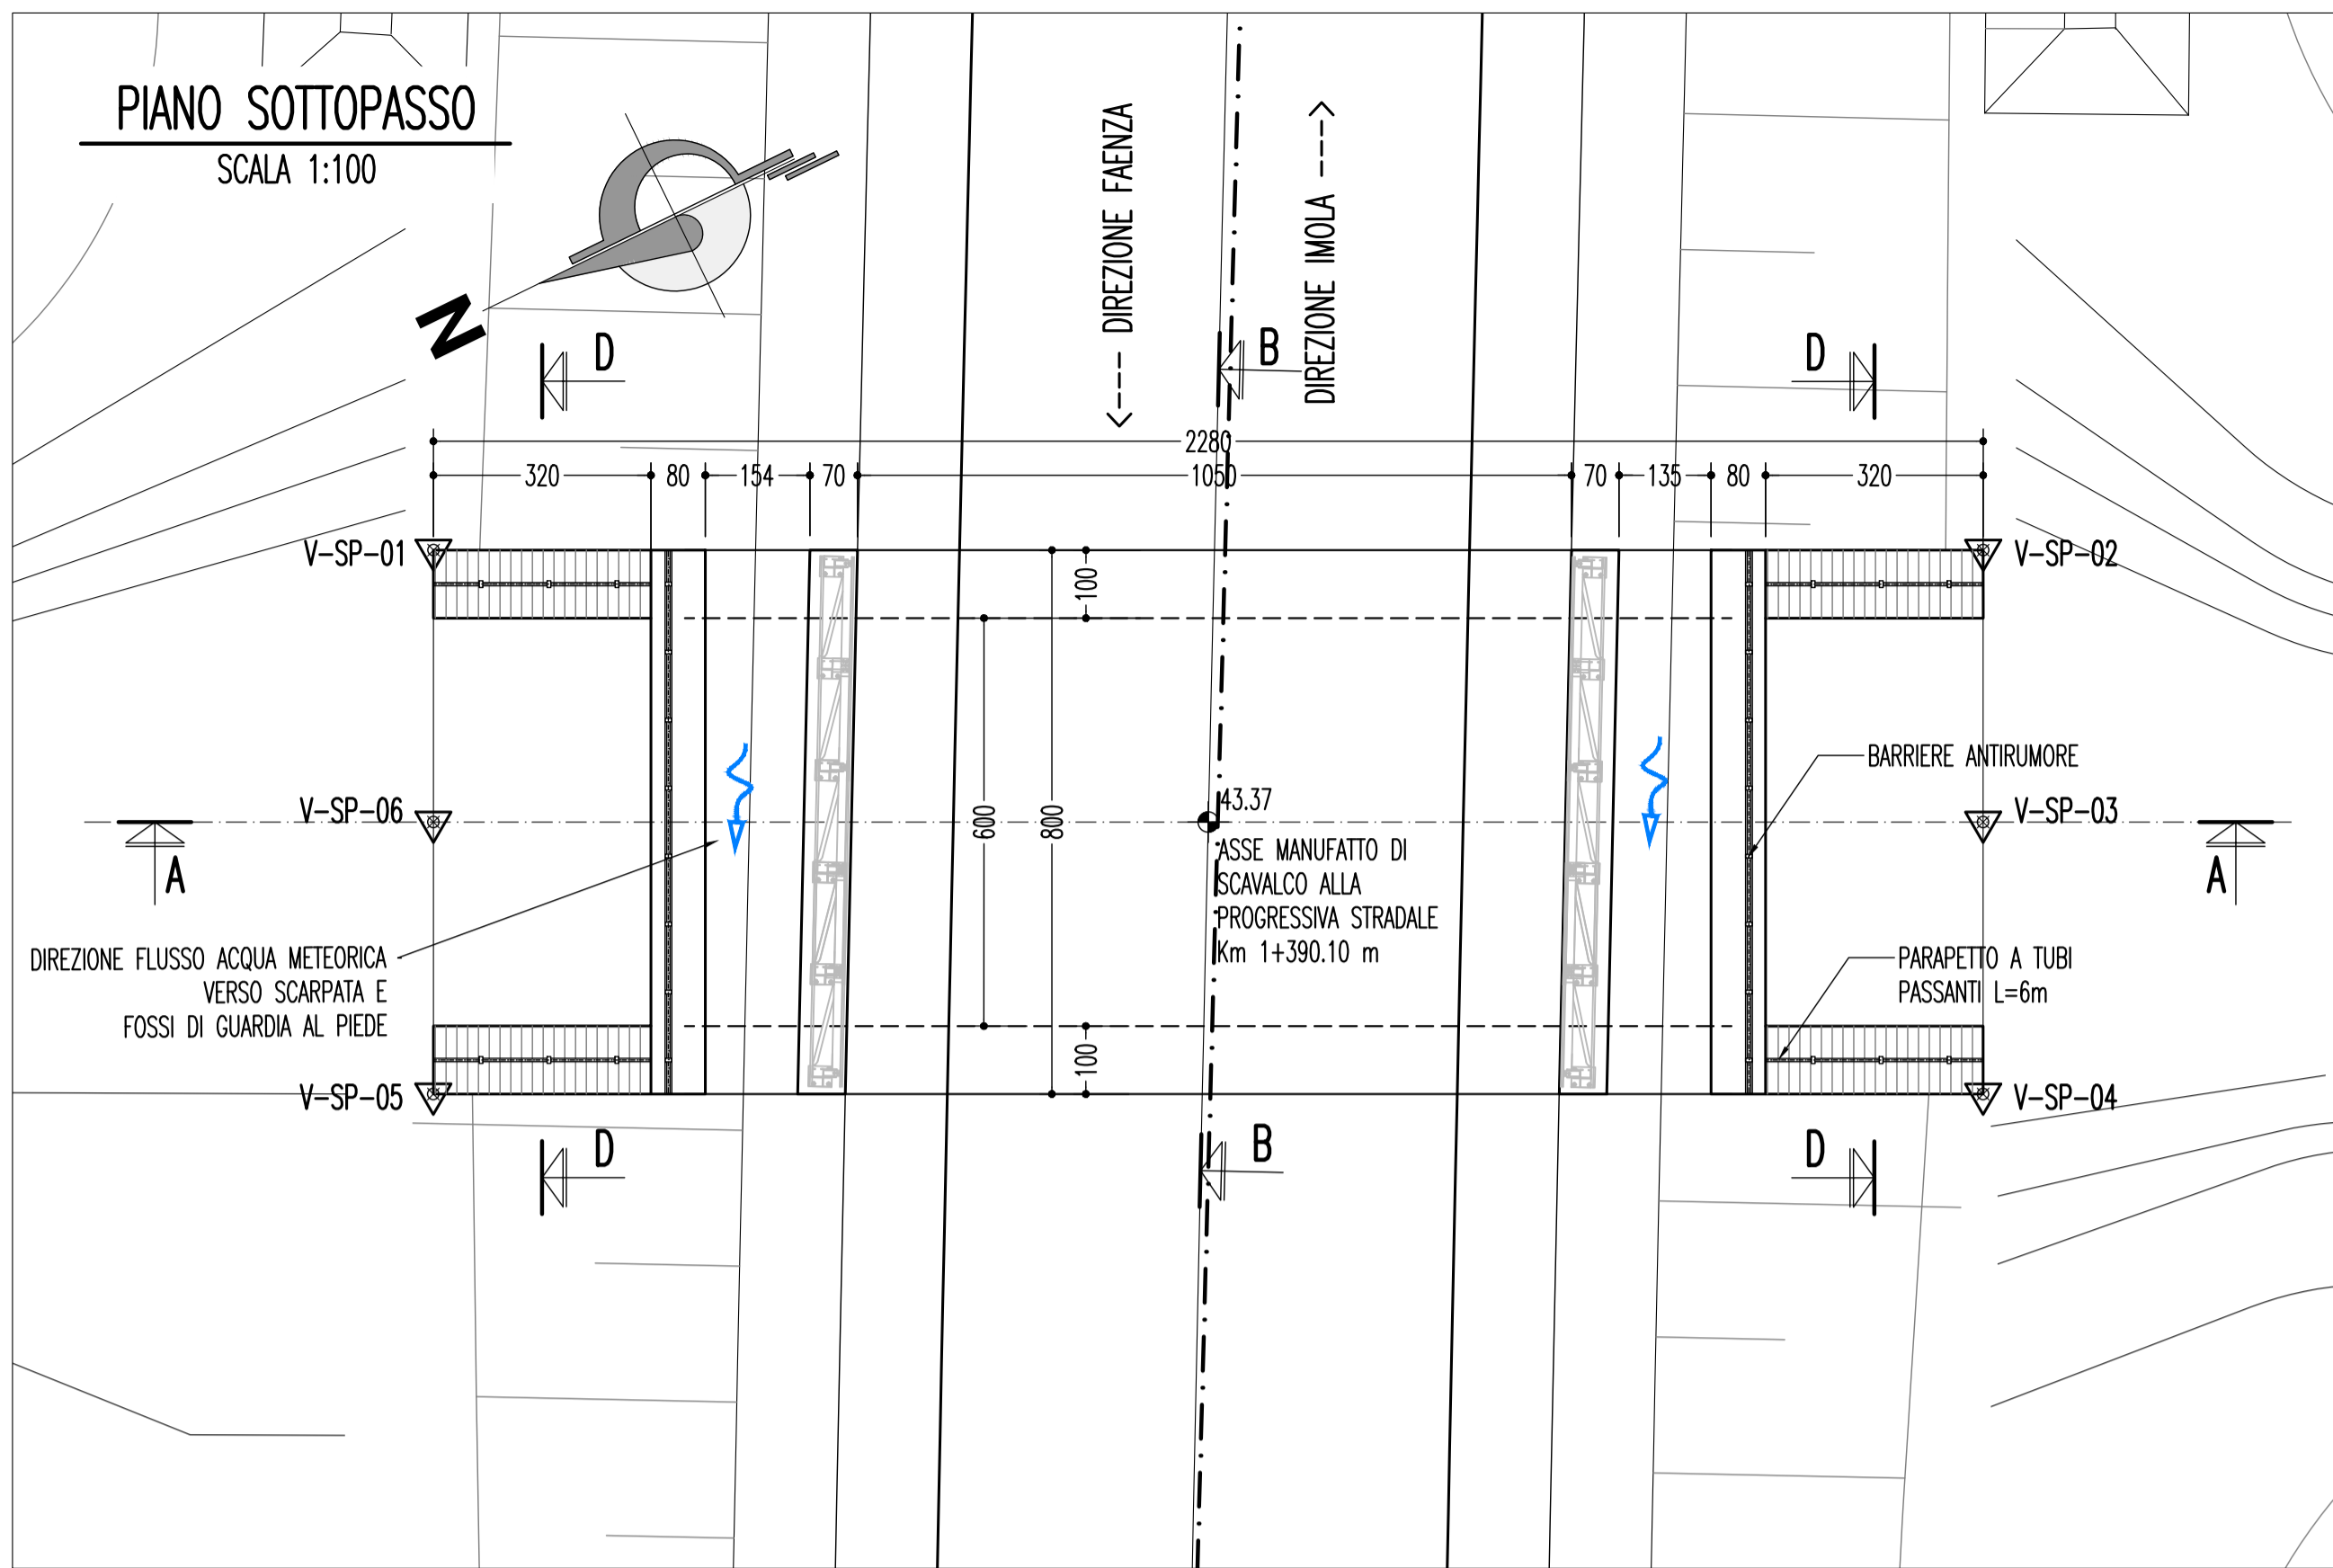 PIANO SOTTOPASSO
SCALA 1:100
N
<--- DIREZIONE FAENZA
DIREZIONE IMOLA --->
D
B
D
2280
320
80
154
70
1050
70
135
80
320
V-SP-01
V-SP-02
100
600
800
43.37
BARRIERE ANTIRUMORE
V-SP-06
V-SP-03
A
A
ASSE MANUFATTO DI
SCAVALCO ALLA
PROGRESSIVA STRADALE
Km 1+390.10 m
DIREZIONE FLUSSO ACQUA METEORICA
VERSO SCARPATA E
FOSSI DI GUARDIA AL PIEDE
PARAPETTO A TUBI
PASSANTI L=6m
100
V-SP-05
V-SP-04
D
B
D